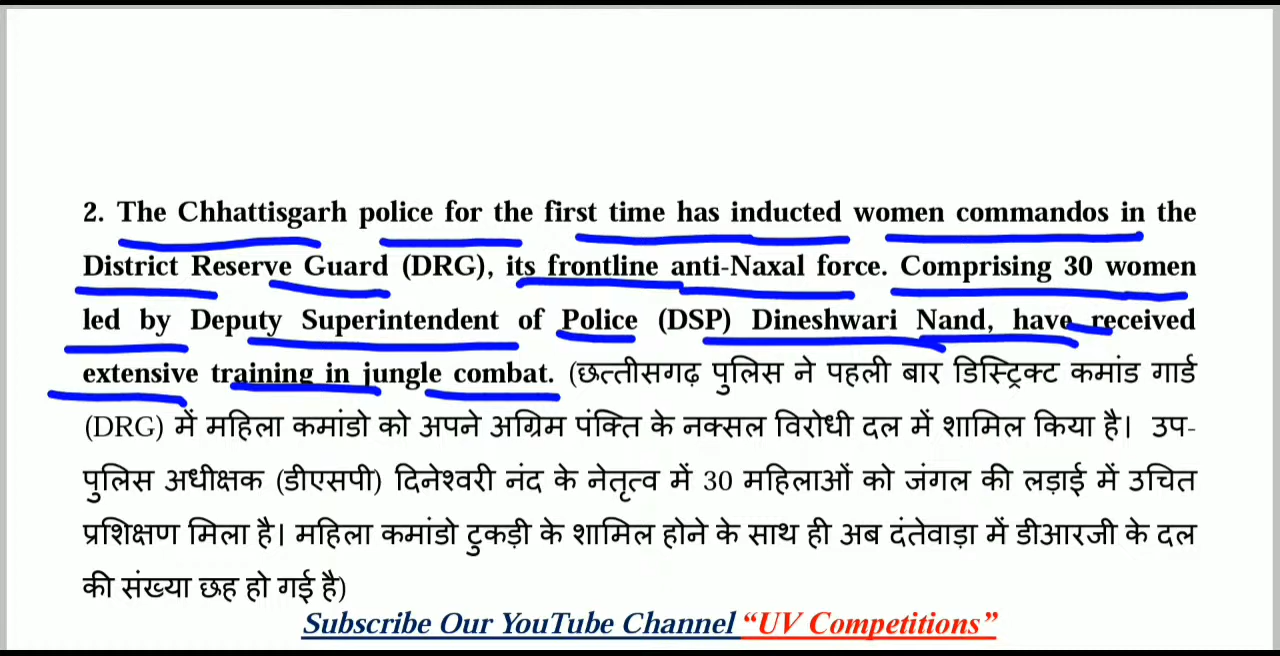 2. The Chhattisgarh police for the first time has inducted women commandos in the
District Reserve Guard (DRG), its frontline anti-Naxal force. Comprising 30 women
led by Deputy Superintendent of Police (DSP) Dineshwari Nand, have received
extensive training in jungle combat. (छत्तीसगढ़ पुलिस ने पहली बार डिस्ट्रिक्ट कमांड गार्ड
(DRG) में महिला कमांडो को अपने अग्रिम पंक्ति के नक्सल विरोधी दल में शामिल किया है। उप-
पुलिस अधीक्षक (डीएसपी) दिनेश्वरी नंद के नेतृत्व में 30 महिलाओं को जंगल की लड़ाई में उचित
प्रशिक्षण मिला है। महिला कमांडो टुकड़ी के शामिल होने के साथ ही अब दंतेवाड़ा में डीआरजी के दल
की संख्या छह हो गई है)
Subscribe Our YouTube Channel “UV Competitions”